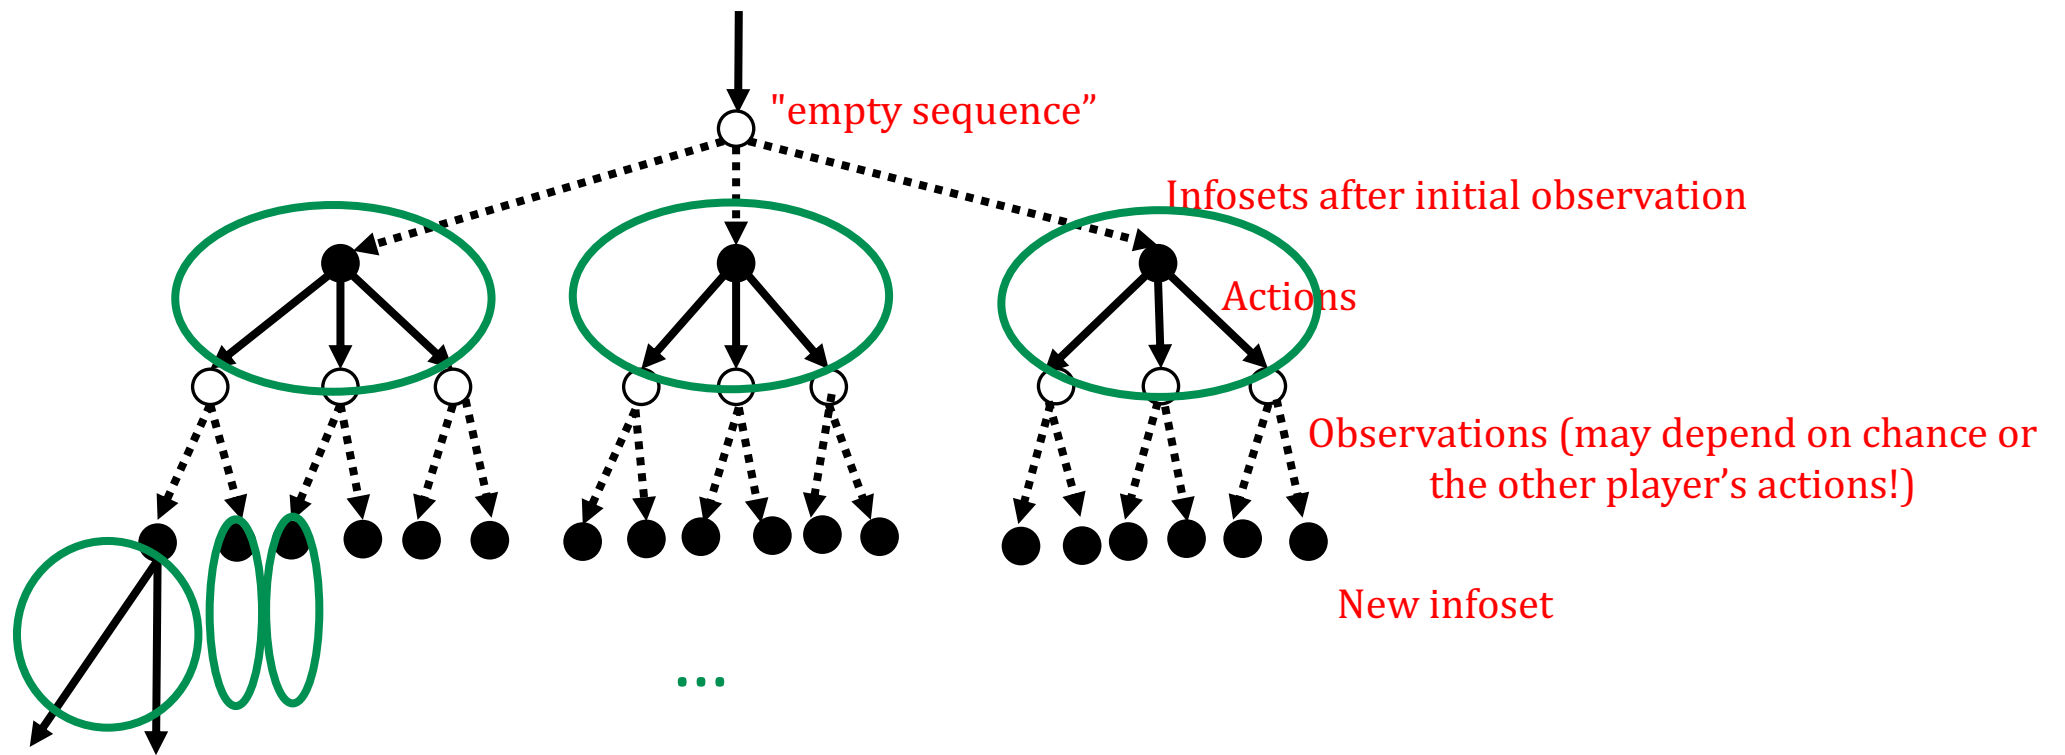 "empty sequence”
Infosets after initial observation
Actions
Observations (may depend on chance or
the other player’s actions!)
New infoset
...